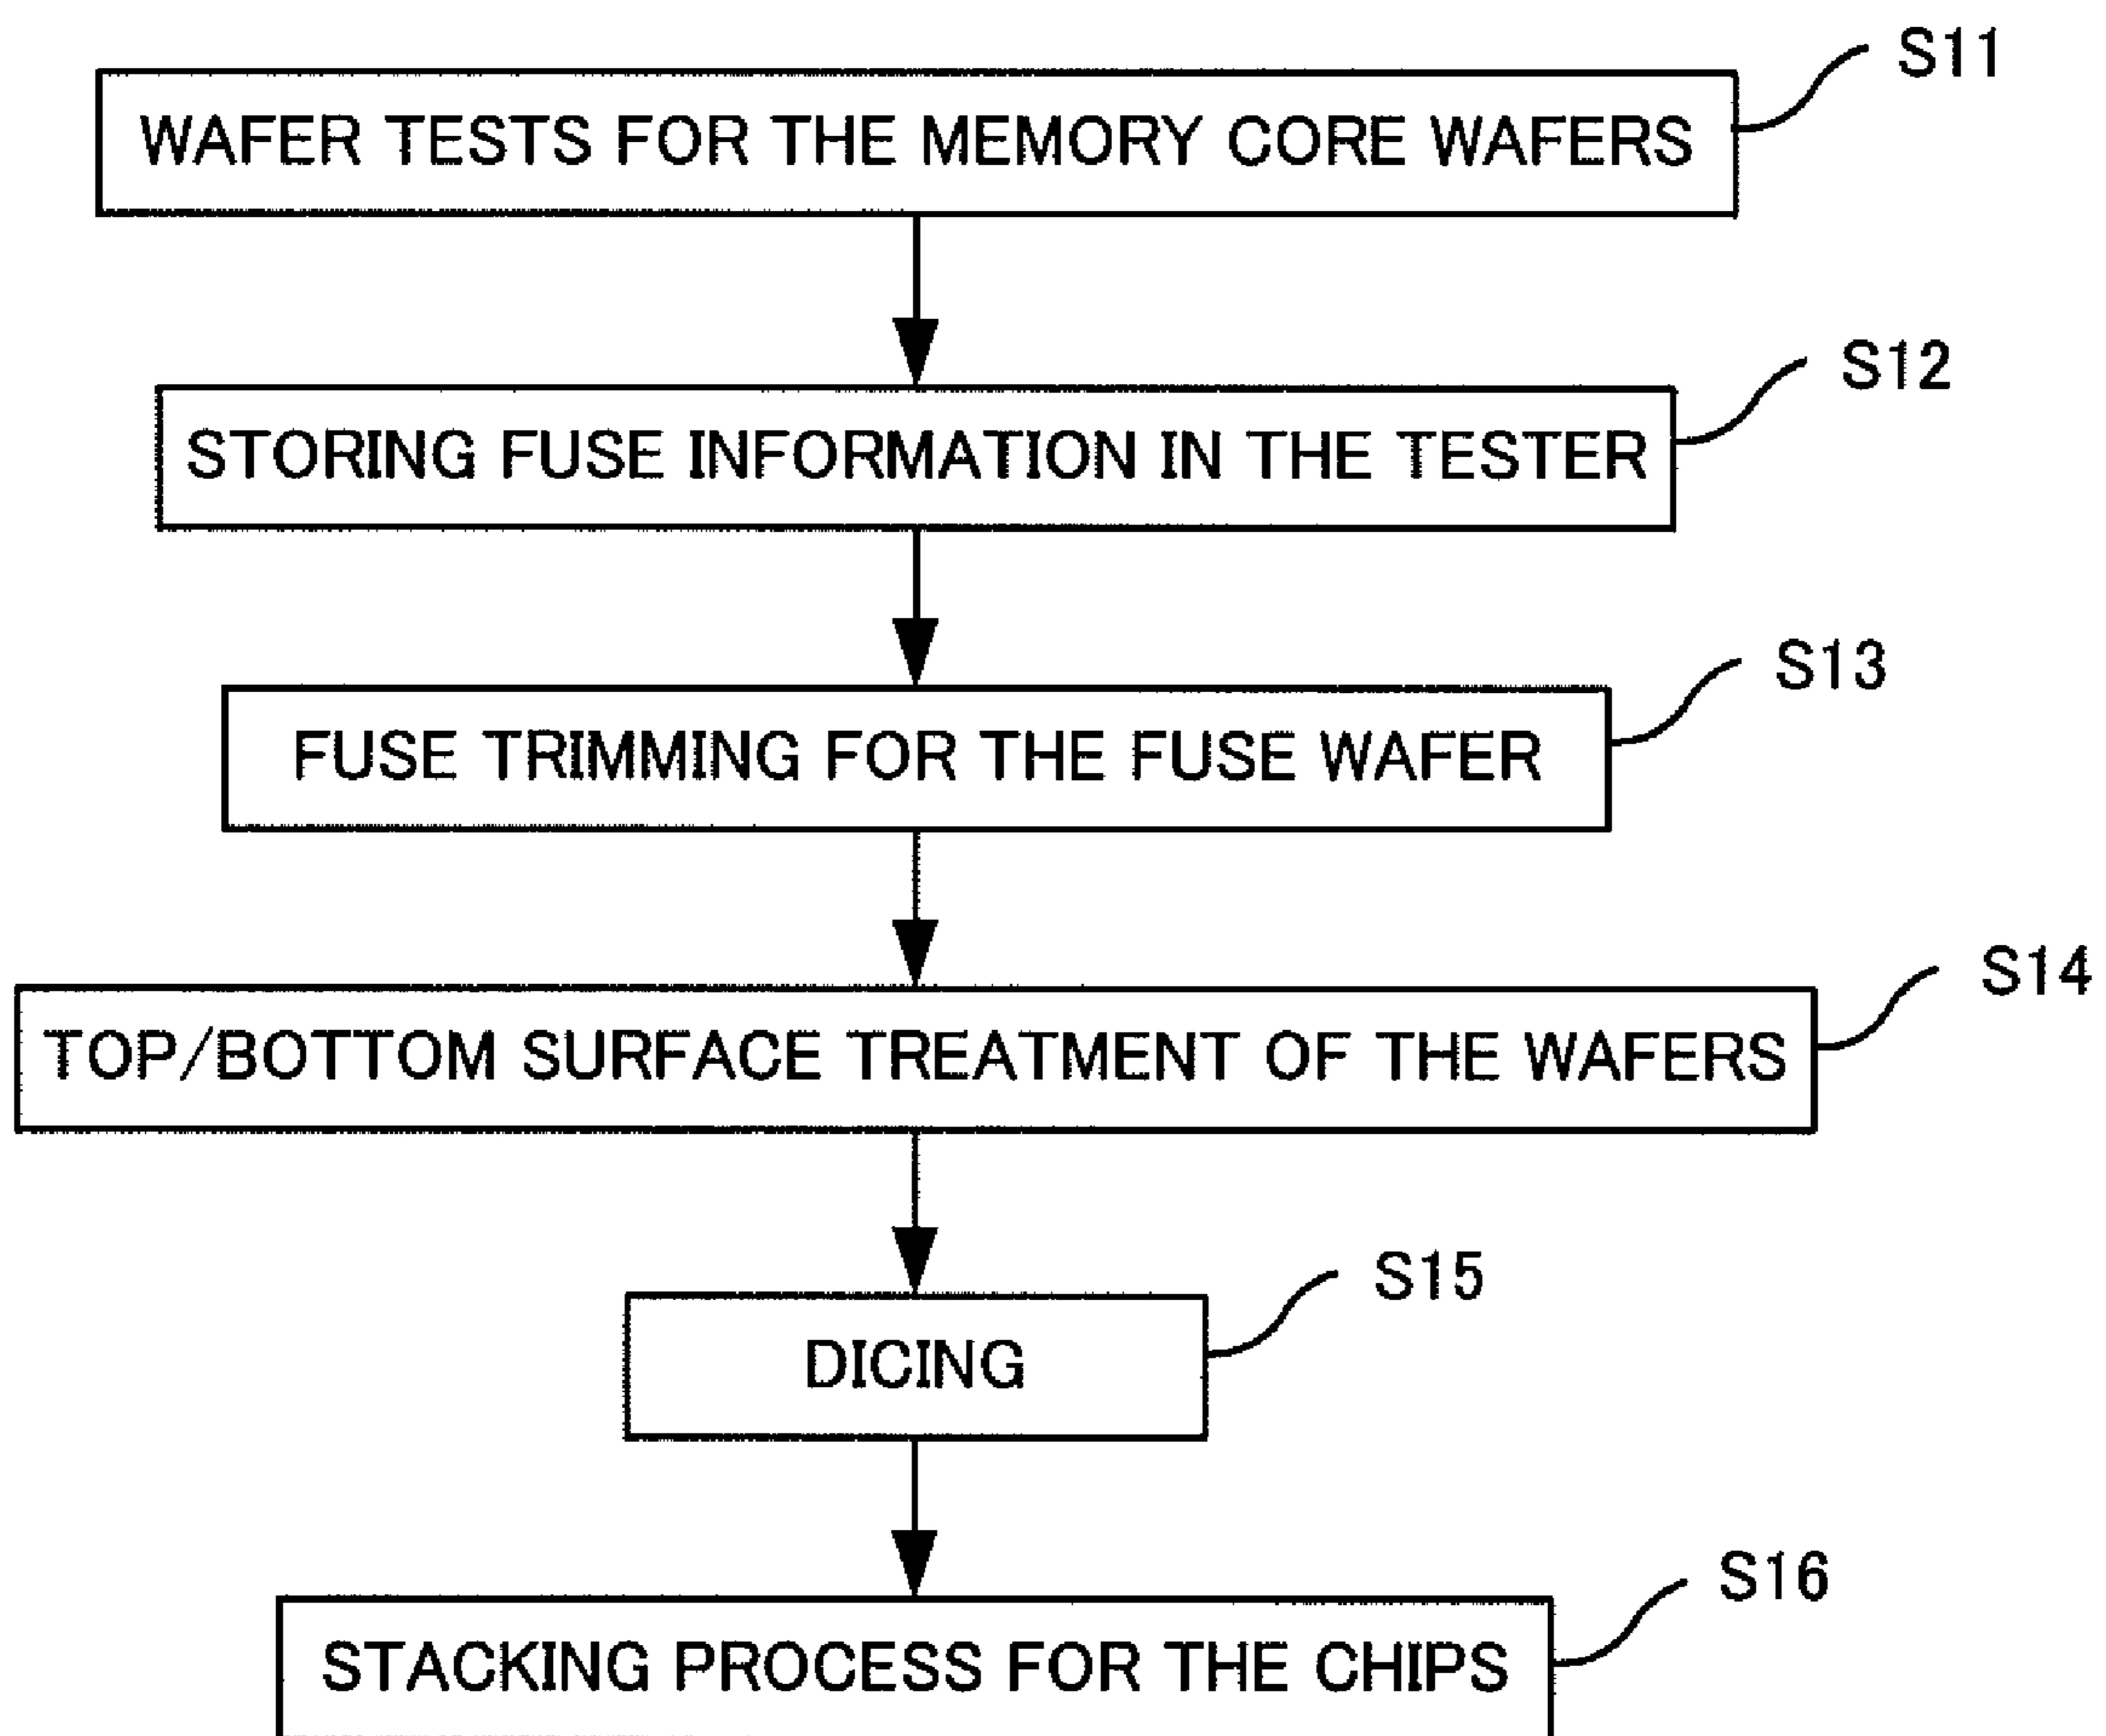 S11
WAFER TESTS FOR THE MEMORY CORE WAFERS
S12
STORING FUSE INFORMATION IN THE TESTER
S13
FUSE TRIMMING FOR THE FUSE WAFER
S14
TOP/BOTTOM SURFACE TREATMENT OF THE WAFERS
S15
DICING
S16
STACKING PROCESS FOR THE CHIPS